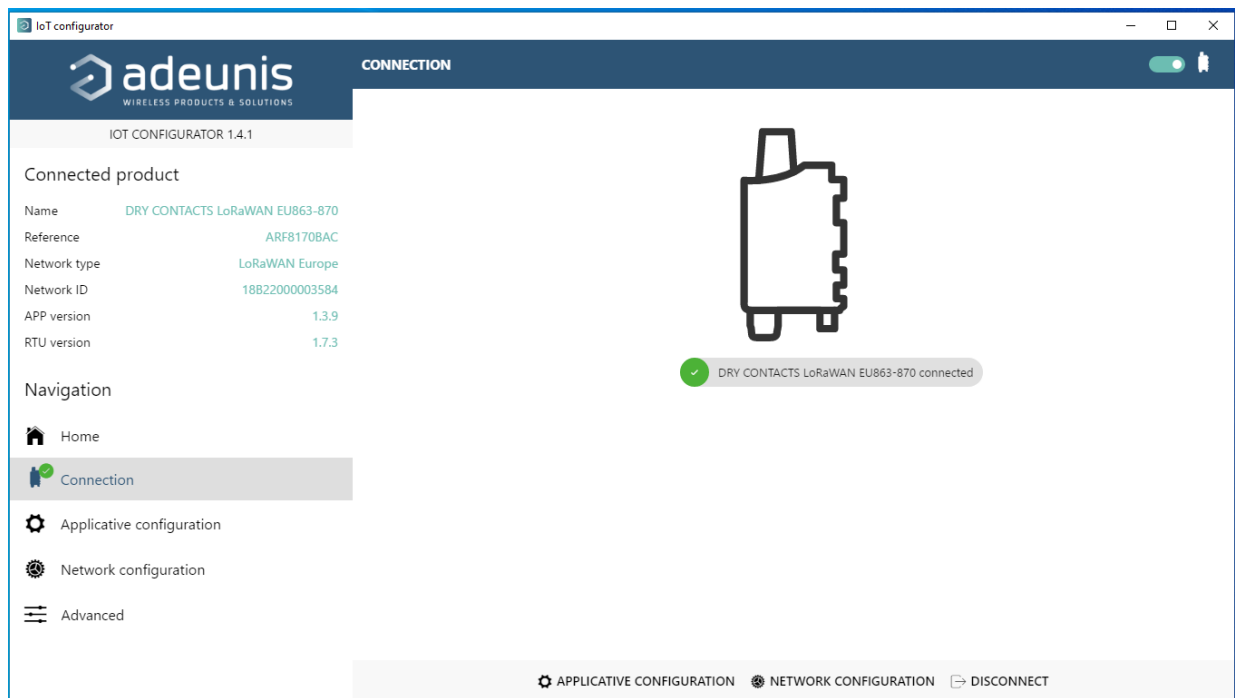 IoT configurator
adeunis
WIRELESS PRODUCTS & SOLUTIONS
CONNECTION
IOT CONFIGURATOR 1.4.1
Connected product
Name DRY CONTACTS LoRaWAN EU863-870
Reference ARF8170BAC
Network type LoRaWAN Europe
Network ID 18B22000003584
APP version 1.3.9
RTU version 1.7.3
DRY CONTACTS LoRaWAN EU863-870 connected
Navigation
Home
Connection
Applicative configuration
Network configuration
Advanced
APPLICATIVE CONFIGURATION NETWORK CONFIGURATION DISCONNECT